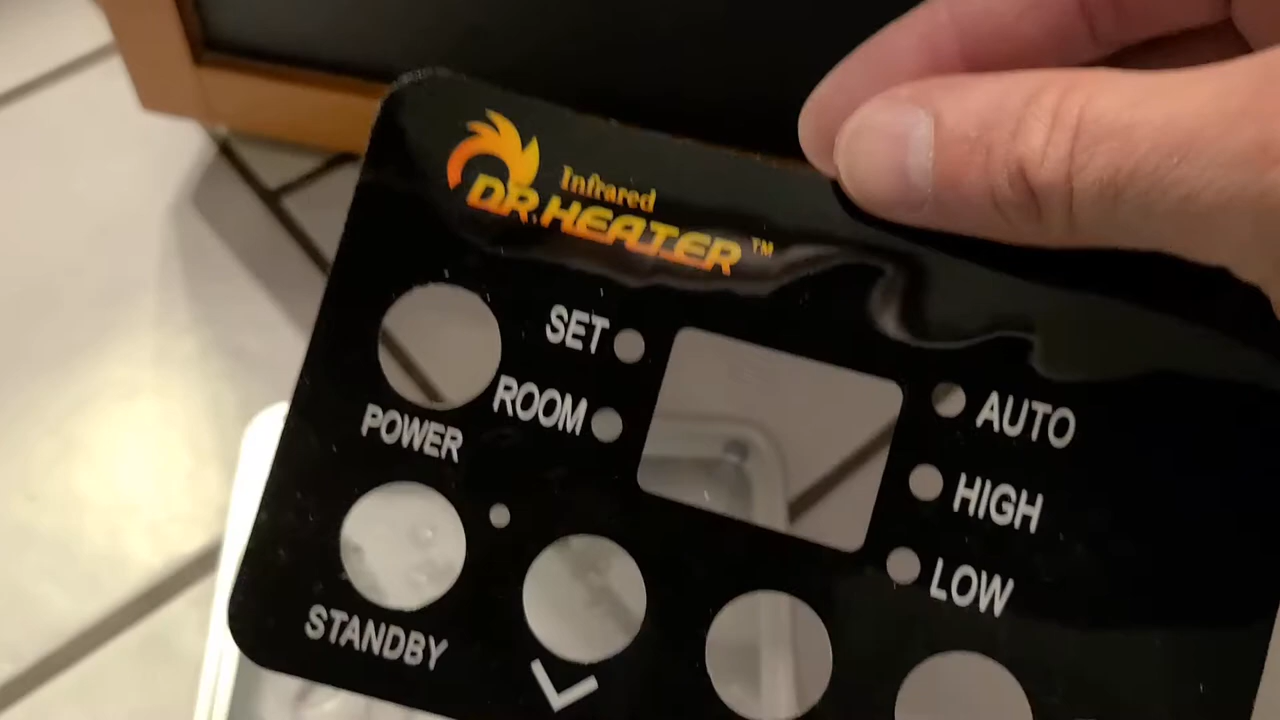 Infrared
DR. HEATER™
SET
ROOM
POWER
AUTO
HIGH
LOW
STANDBY